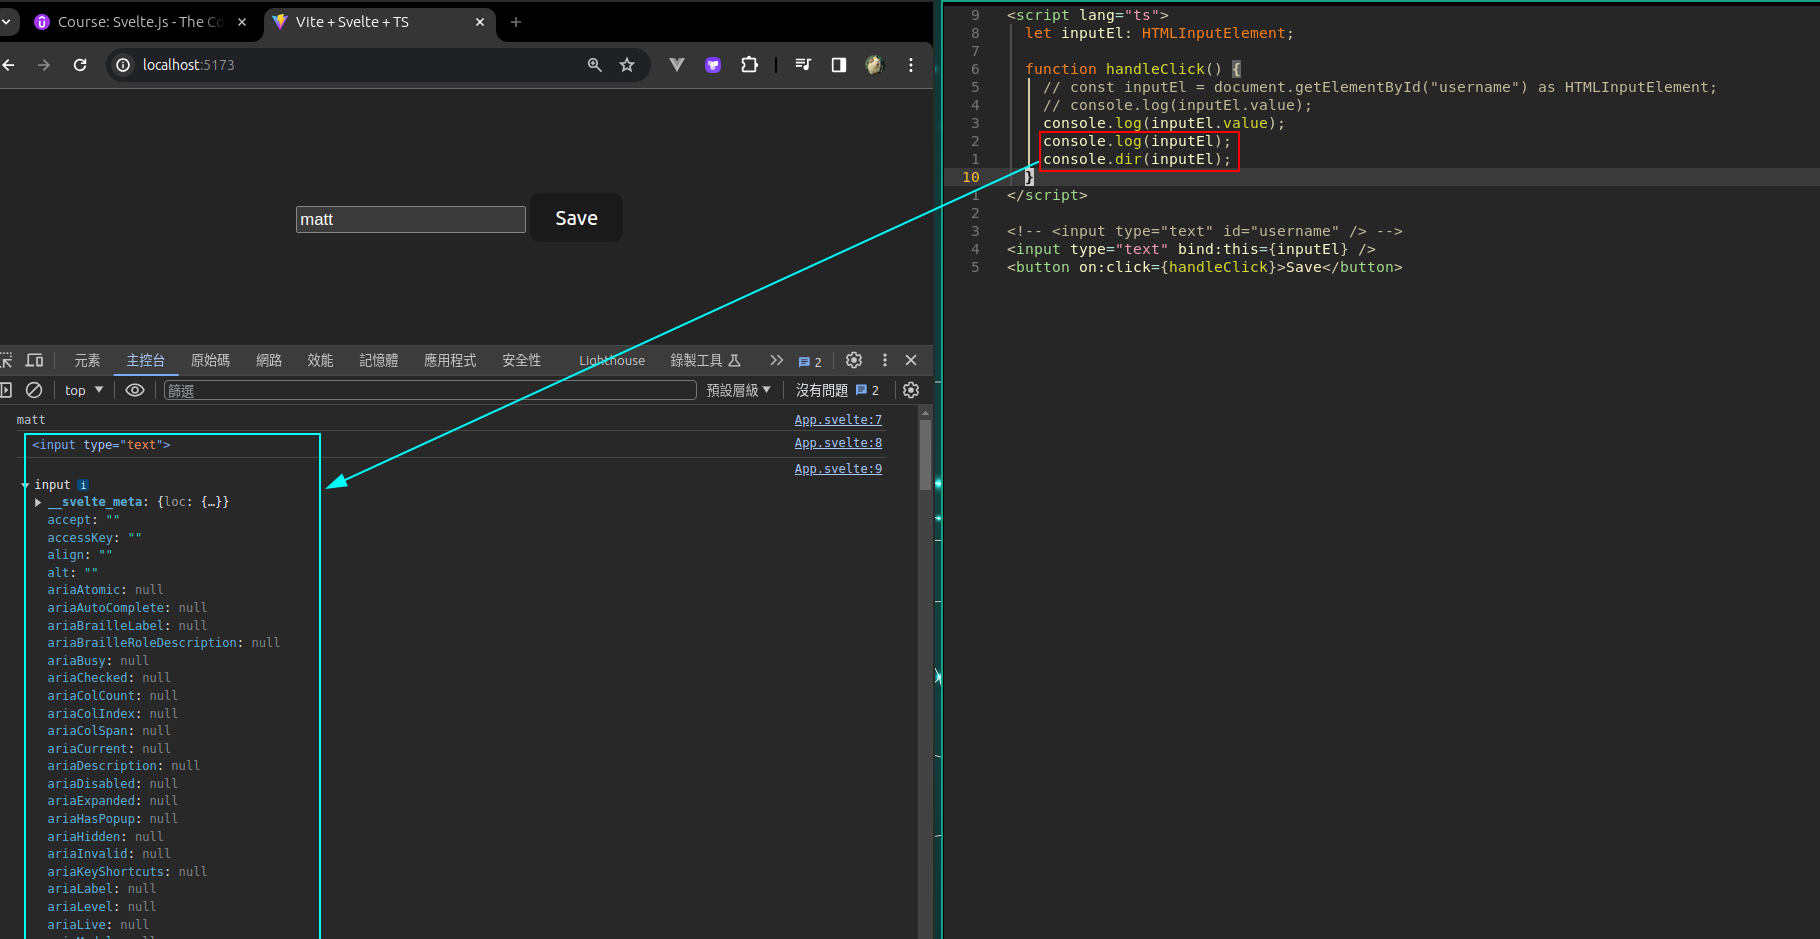 Course: Svelte.Js - The Co
Vite + Svelte + TS
localhost:5173
matt
Save
元素 主控台 原始碼 網路 效能 記憶體 應用程式 安全性 Lighthouse 錄製工具 2
top 篩選 預設層級 沒有問題 2
matt App.svelte:7
<input type="text"> App.svelte:8
App.svelte:9
input i
__svelte_meta: {loc: {…}}
accept: ""
accessKey: ""
align: ""
alt: ""
ariaAtomic: null
ariaAutoComplete: null
ariaBrailleLabel: null
ariaBrailleRoleDescription: null
ariaBusy: null
ariaChecked: null
ariaColCount: null
ariaColIndex: null
ariaColSpan: null
ariaCurrent: null
ariaDescription: null
ariaDisabled: null
ariaExpanded: null
ariaHasPopup: null
ariaHidden: null
ariaInvalid: null
ariaKeyShortcuts: null
ariaLabel: null
ariaLevel: null
ariaLive: null
9 <script lang="ts">
8 let inputEl: HTMLInputElement;
7
6 function handleClick() {
5 // const inputEl = document.getElementById("username") as HTMLInputElement;
4 // console.log(inputEl.value);
3 console.log(inputEl.value);
2 console.log(inputEl);
1 console.dir(inputEl);
10 }
1 </script>
2
3 <!-- <input type="text" id="username" /> -->
4 <input type="text" bind:this={inputEl} />
5 <button on:click={handleClick}>Save</button>